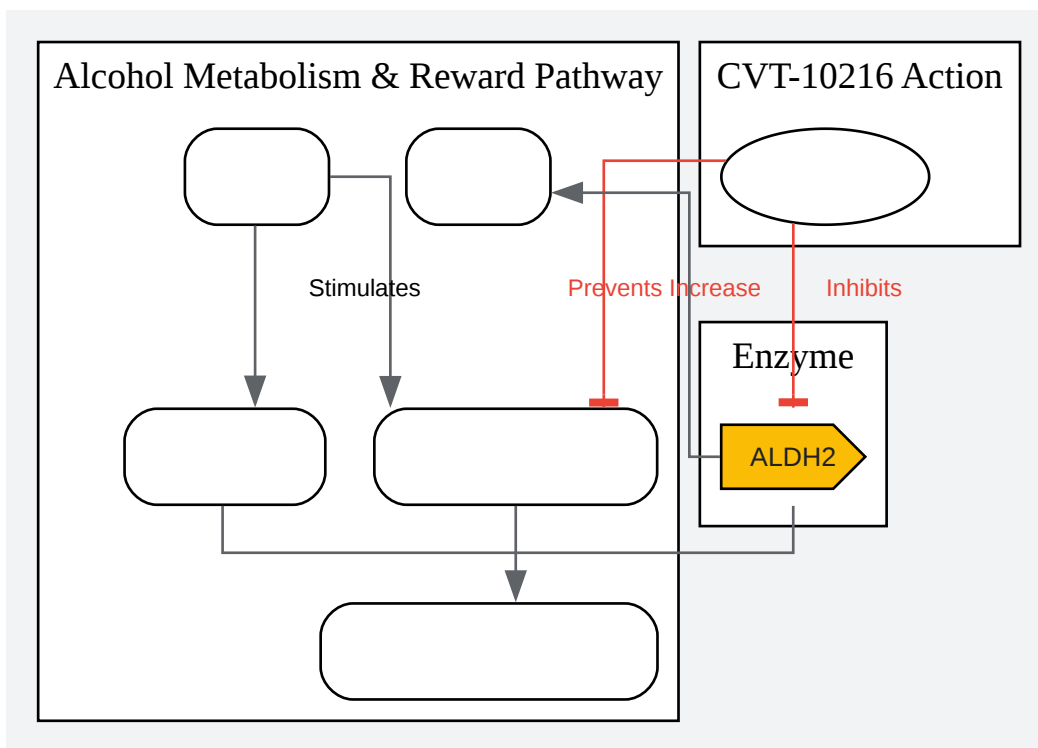 Alcohol Metabolism & Reward Pathway
CVT-10216 Action
Stimulates
Prevents Increase
Inhibits
Enzyme
ALDH2